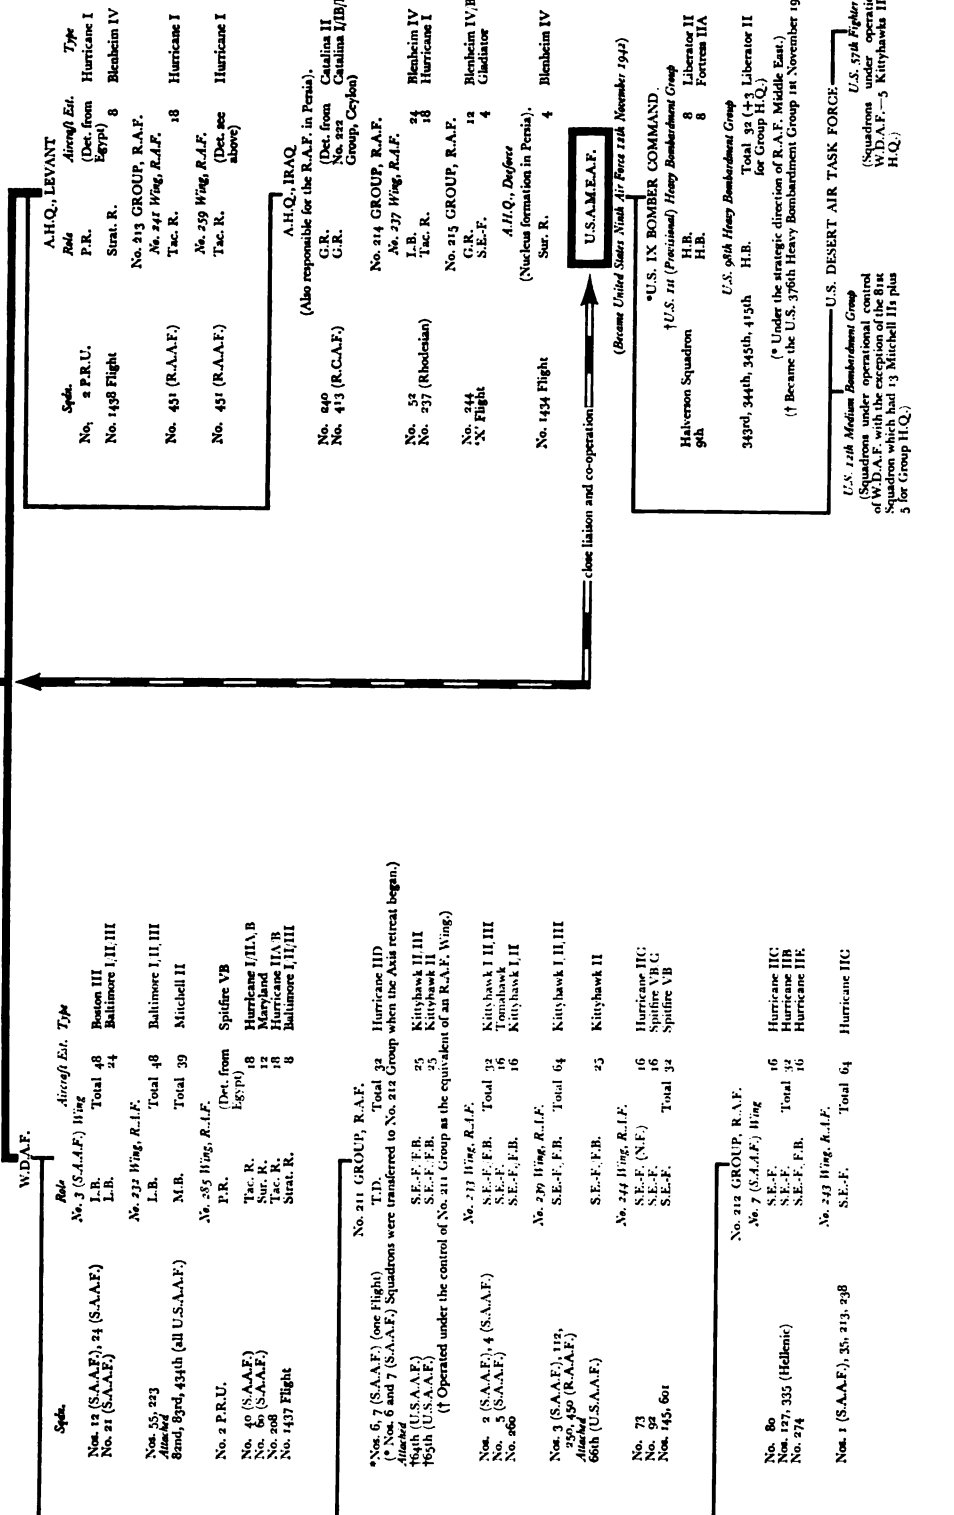 W.D.A.F.
Sqdn. Role Aircraft Est. Type
No. 3 (S.A.A.F.) Wing
Nos. 12 (S.A.A.F.), 24 (S.A.A.F.) L.B. Total 48 Boston III
No. 21 (S.A.A.F.) L.B. 24 Baltimore I,II,III
No. 232 Wing, R.A.F.
Nos. 55, 223 L.B. Total 48 Baltimore I,II,III
Attached
82nd, 83rd, 434th (all U.S.A.A.F.) M.B. Total 39 Mitchell II
No. 285 Wing, R.A.F.
No. 2 P.R.U. P.R. (Det. from Spitfire VB
Egypt)
No. 40 (S.A.A.F.) Tac. R. 18 Hurricane I/IIA,B
No. 60 (S.A.A.F.) Sur. R. 12 Maryland
No. 208 Tac. R. 18 Hurricane IIA/B
No. 1437 Flight Strat. R. 8 Baltimore I,II/III
No. 211 GROUP, R.A.F.
*Nos. 6, 7 (S.A.A.F.) (one Flight) T.D. Total 32 Hurricane IID
(* Nos. 6 and 7 (S.A.A.F.) Squadrons were transferred to No. 212 Group when the Axis retreat began.)
Attached
†64th (U.S.A.A.F.) S.E.-F./F.B. 25 Kittyhawk II/III
†65th (U.S.A.A.F.) S.E.-F./F.B. 25 Kittyhawk II
(† Operated under the control of No. 211 Group as the equivalent of an R.A.F. Wing.)
No. 233 Wing, R.A.F.
Nos. 2 (S.A.A.F.), 4 (S.A.A.F.) S.E.-F./F.B. Total 32 Kittyhawk I/II,III
No. 5 (S.A.A.F.) S.E.-F. 16 Tomahawk
No. 260 S.E.-F./F.B. 16 Kittyhawk I,II
No. 239 Wing, R.A.F.
Nos. 3 (S.A.A.F.), 112, S.E.-F./F.B. Total 64 Kittyhawk I,II,III
250, 450 (R.A.A.F.)
Attached
66th (U.S.A.A.F.) S.E.-F./F.B. 25 Kittyhawk II
No. 244 Wing, R.A.F.
No. 73 S.E.-F. (N.F.) 16 Hurricane IIC
No. 92 S.E.-F. 16 Spitfire VB/C
Nos. 145, 601 S.E.-F. Total 32 Spitfire VB
No. 212 GROUP, R.A.F.
No. 7 (S.A.A.F.) Wing
No. 80 S.E.-F. 16 Hurricane IIC
Nos. 127, 335 (Hellenic) S.E.-F. Total 32 Hurricane IIB
No. 274 S.E.-F./F.B. 16 Hurricane IIE
No. 243 Wing, R.A.F.
Nos. 1 (S.A.A.F.), 33, 213, 238 S.E.-F. Total 64 Hurricane IIC
A.H.Q., LEVANT
Sqdn. Role Aircraft Est. Type
No. 2 P.R.U. P.R. (Det. from Hurricane I
Egypt)
No. 1438 Flight Strat. R. 8 Blenheim IV
No. 213 GROUP, R.A.F.
No. 241 Wing, R.A.F.
No. 451 (R.A.A.F.) Tac. R. 18 Hurricane I
No. 259 Wing, R.A.F.
No. 451 (R.A.A.F.) Tac. R. (Det. see Hurricane I
above)
A.H.Q., IRAQ
(Also responsible for the R.A.F. in Persia).
No. 240 G.R. (Det. from Catalina II
No. 413 (R.C.A.F.) G.R. No. 222 Catalina I/IB/
Group, Ceylon)
No. 214 GROUP, R.A.F.
No. 237 Wing, R.A.F.
No. 52 L.B. 24 Blenheim IV
No. 237 (Rhodesian) Tac. R. 18 Hurricane I
No. 215 GROUP, R.A.F.
No. 244 G.R. 12 Blenheim IV/B
'X' Flight S.E.-F. 4 Gladiator
A.H.Q., Desforce
(Nucleus formation in Persia).
No. 1434 Flight Sur. R. 4 Blenheim IV
close liaison and co-operation
U.S.A.M.E.A.F.
(Became United States Ninth Air Force 12th November 1942)
*U.S. IX BOMBER COMMAND.
†U.S. 1st (Provisional) Heavy Bombardment Group
Halverson Squadron H.B. 8 Liberator II
9th H.B. 8 Fortress IIA
U.S. 98th Heavy Bombardment Group
343rd, 344th, 345th, 415th H.B. Total 32 (+3 Liberator II
for Group H.Q.)
(* Under the strategic direction of R.A.F. Middle East.)
(† Became the U.S. 376th Heavy Bombardment Group 1st November 19
U.S. DESERT AIR TASK FORCE
U.S. 12th Medium Bombardment Group
(Squadrons under operational control
of W.D.A.F. with the exception of the 81st
Squadron which had 13 Mitchell IIs plus
5 for Group H.Q.)
U.S. 57th Fighter
(Squadrons under operatio
W.D.A.F.—5 Kittyhawks II
H.Q.)